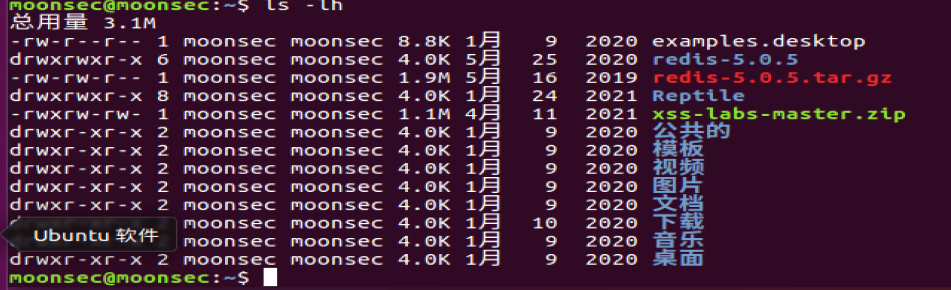 moonsec@moonsec:~$ ls -lh
总用量 3.1M
-rw-r--r-- 1 moonsec moonsec 8.8K 1月 9 2020 examples.desktop
drwxrwxr-x 6 moonsec moonsec 4.0K 5月 25 2020 redis-5.0.5
-rw-rw-r-- 1 moonsec moonsec 1.9M 5月 16 2019 redis-5.0.5.tar.gz
drwxrwxr-x 8 moonsec moonsec 4.0K 1月 24 2021 Reptile
-rwxrw-rw- 1 moonsec moonsec 1.1M 4月 11 2021 xss-labs-master.zip
drwxr-xr-x 2 moonsec moonsec 4.0K 1月 9 2020 公共的
drwxr-xr-x 2 moonsec moonsec 4.0K 1月 9 2020 模板
drwxr-xr-x 2 moonsec moonsec 4.0K 1月 9 2020 视频
drwxr-xr-x 2 moonsec moonsec 4.0K 1月 9 2020 图片
drwxr-xr-x 2 moonsec moonsec 4.0K 1月 9 2020 文档
moonsec moonsec 4.0K 1月 10 2020 下载
Ubuntu 软件
moonsec moonsec 4.0K 1月 9 2020 音乐
drwxr-xr-x 2 moonsec moonsec 4.0K 1月 9 2020 桌面
moonsec@moonsec:~$